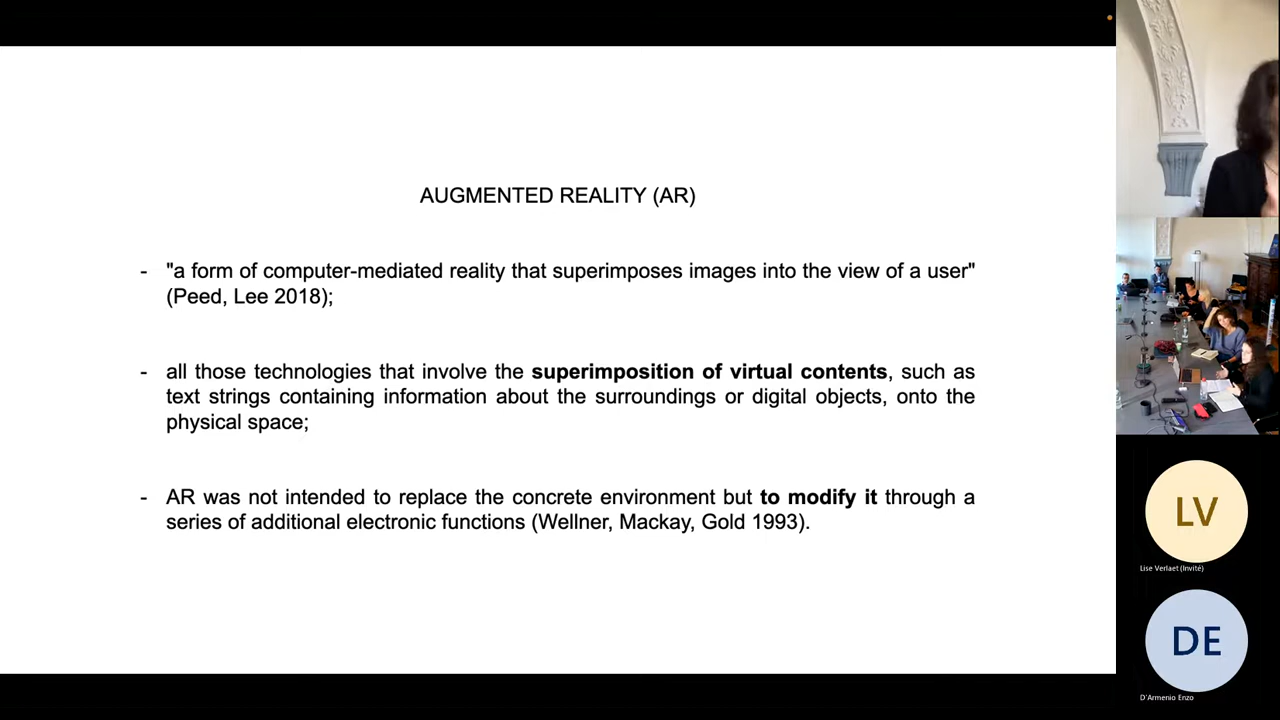 AUGMENTED REALITY (AR)
- "a form of computer-mediated reality that superimposes images into the view of a user"
(Peed, Lee 2018);
- all those technologies that involve the superimposition of virtual contents, such as
text strings containing information about the surroundings or digital objects, onto the
physical space;
- AR was not intended to replace the concrete environment but to modify it through a
series of additional electronic functions (Wellner, Mackay, Gold 1993).
LV
Lise Verlaet (Invité)
DE
D'Armenio Enzo